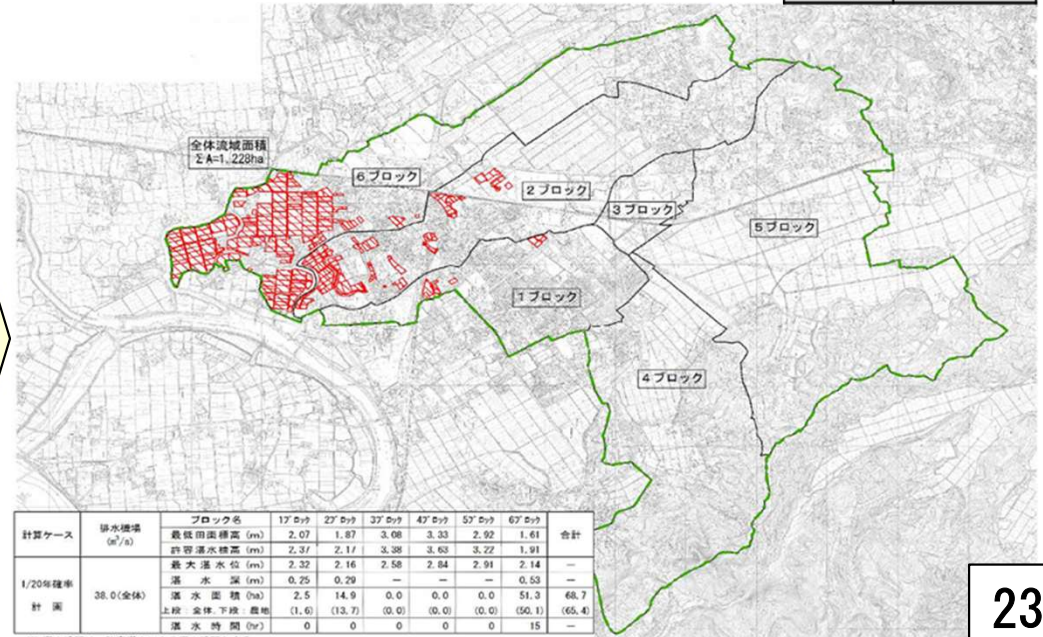 全体流域面積
ΣA=1,228ha
6ブロック
2ブロック
3ブロック
5ブロック
1ブロック
4ブロック
計算ケース 排水機場(m³/s) ブロック名 1ブロック 2ブロック 3ブロック 4ブロック 5ブロック 6ブロック 合計
最低田面標高(m) 2.07 1.87 3.08 3.33 2.92 1.61
許容湛水標高(m) 2.37 2.17 3.38 3.63 3.22 1.91
1/20年確率計画 38.0(全体) 最大湛水位(m) 2.32 2.16 2.58 2.84 2.91 2.14 —
湛水深(m) 0.25 0.29 — — — 0.53 —
湛水面積(ha) 2.5 14.9 0.0 0.0 0.0 51.3 68.7
上段:全体,下段:農地 (1.6) (13.7) (0.0) (0.0) (0.0) (50.1) (65.4)
湛水時間(hr) 0 0 0 0 0 15 —
23